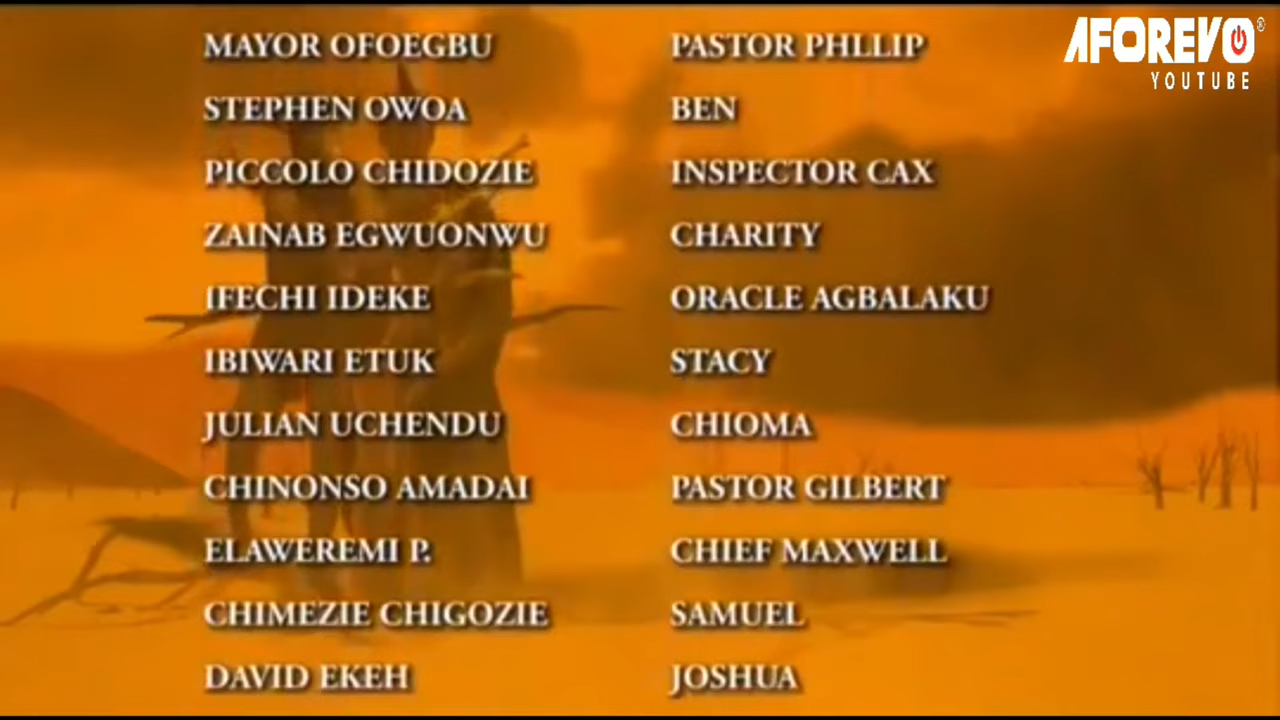 MAYOR OFOEGBU PASTOR PHLLIP
STEPHEN OWOA BEN
PICCOLO CHIDOZIE INSPECTOR CAX
ZAINAB EGWUONWU CHARITY
IFECHI IDEKE ORACLE AGBALAKU
IBIWARI ETUK STACY
JULIAN UCHENDU CHIOMA
CHINONSO AMADAI PASTOR GILBERT
ELAWEREMI P. CHIEF MAXWELL
CHIMEZIE CHIGOZIE SAMUEL
DAVID EKEH JOSHUA
AFOREVO®
YOUTUBE